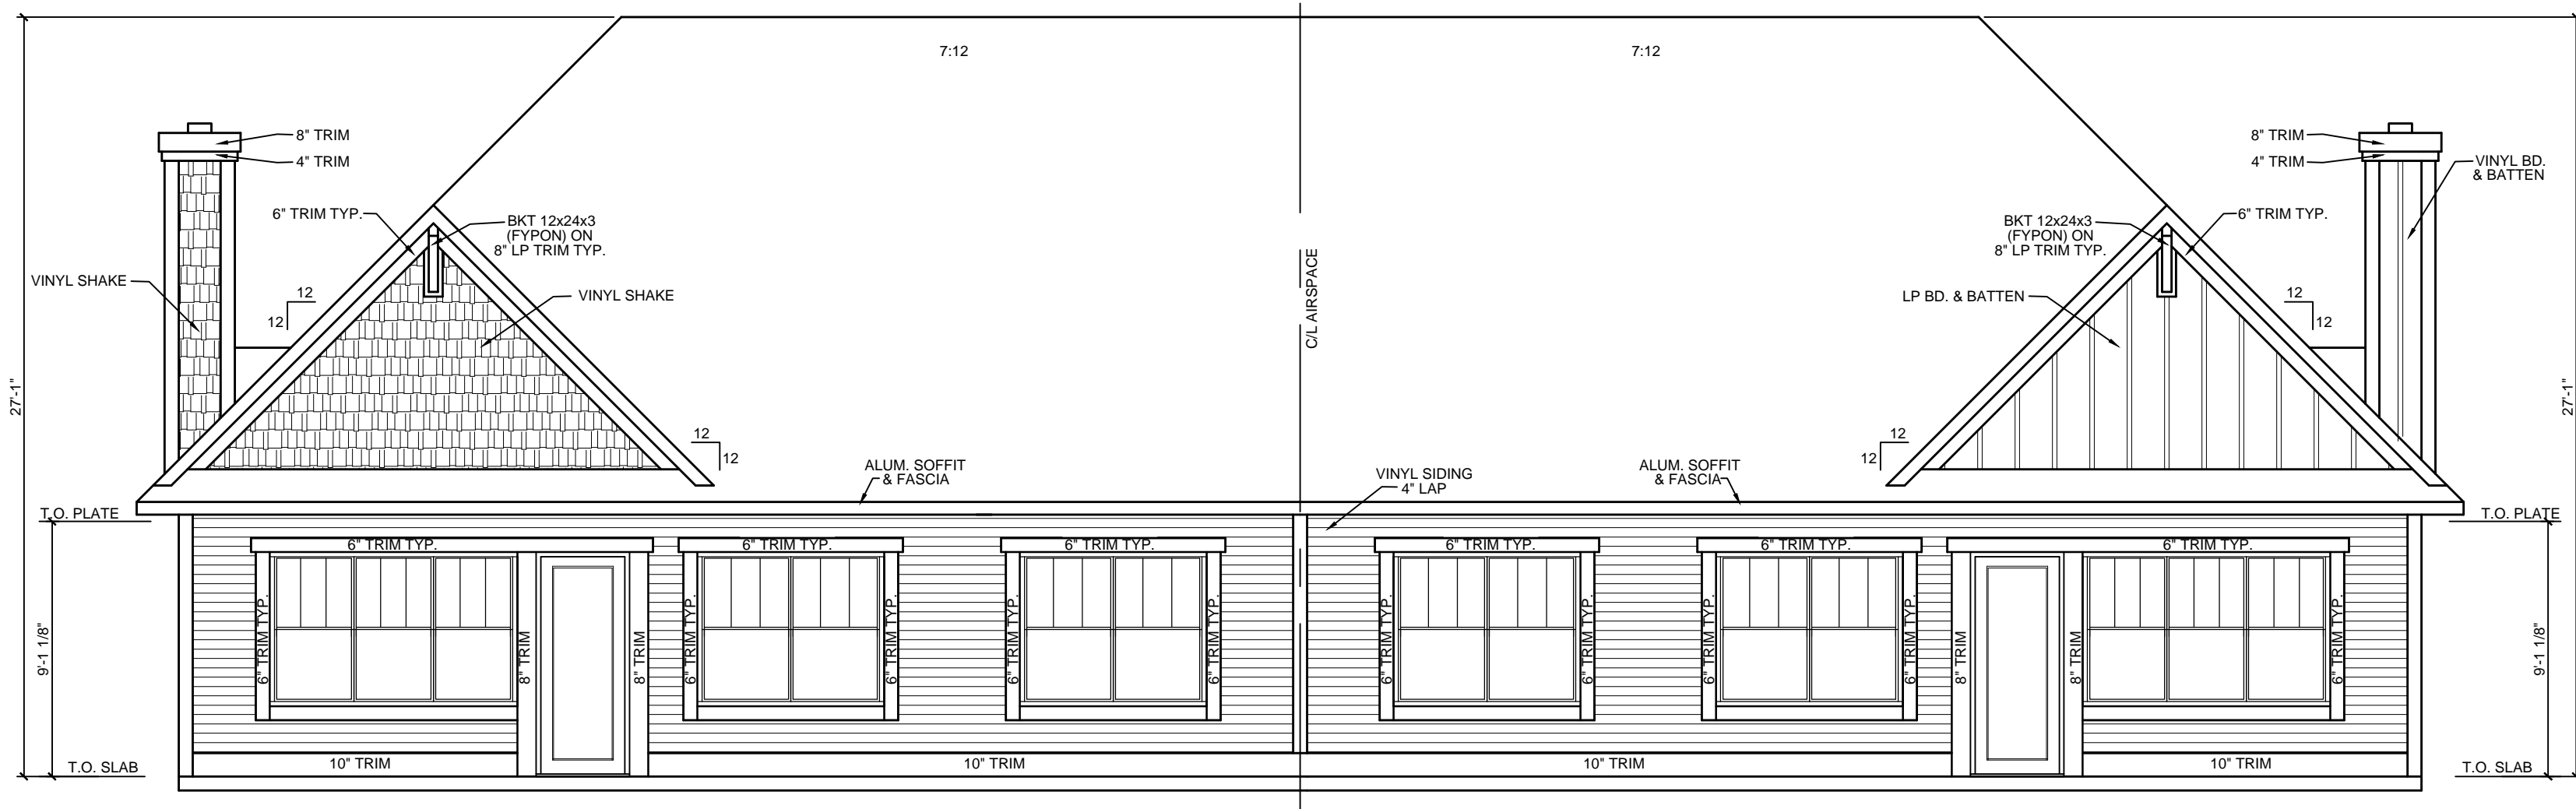 7:12
7:12
8" TRIM
4" TRIM
8" TRIM
4" TRIM
VINYL BD.
& BATTEN
6" TRIM TYP.
BKT 12x24x3
(FYPON) ON
8" LP TRIM TYP.
BKT 12x24x3
(FYPON) ON
8" LP TRIM TYP.
6" TRIM TYP.
VINYL SHAKE
12
12
VINYL SHAKE
C/L AIRSPACE
LP BD. & BATTEN
12
12
27'-1"
27'-1"
12
12
ALUM. SOFFIT
& FASCIA
VINYL SIDING
4" LAP
ALUM. SOFFIT
& FASCIA
12
12
T.O. PLATE
T.O. PLATE
6" TRIM TYP.
6" TRIM TYP.
6" TRIM TYP.
6" TRIM TYP.
6" TRIM TYP.
6" TRIM TYP.
9'-1 1/8"
6" TRIM TYP.
8" TRIM
8" TRIM
6" TRIM TYP.
6" TRIM TYP.
6" TRIM TYP.
6" TRIM TYP.
6" TRIM TYP.
6" TRIM TYP.
6" TRIM TYP.
6" TRIM TYP.
8" TRIM
8" TRIM
6" TRIM TYP.
9'-1 1/8"
T.O. SLAB
10" TRIM
10" TRIM
10" TRIM
10" TRIM
T.O. SLAB